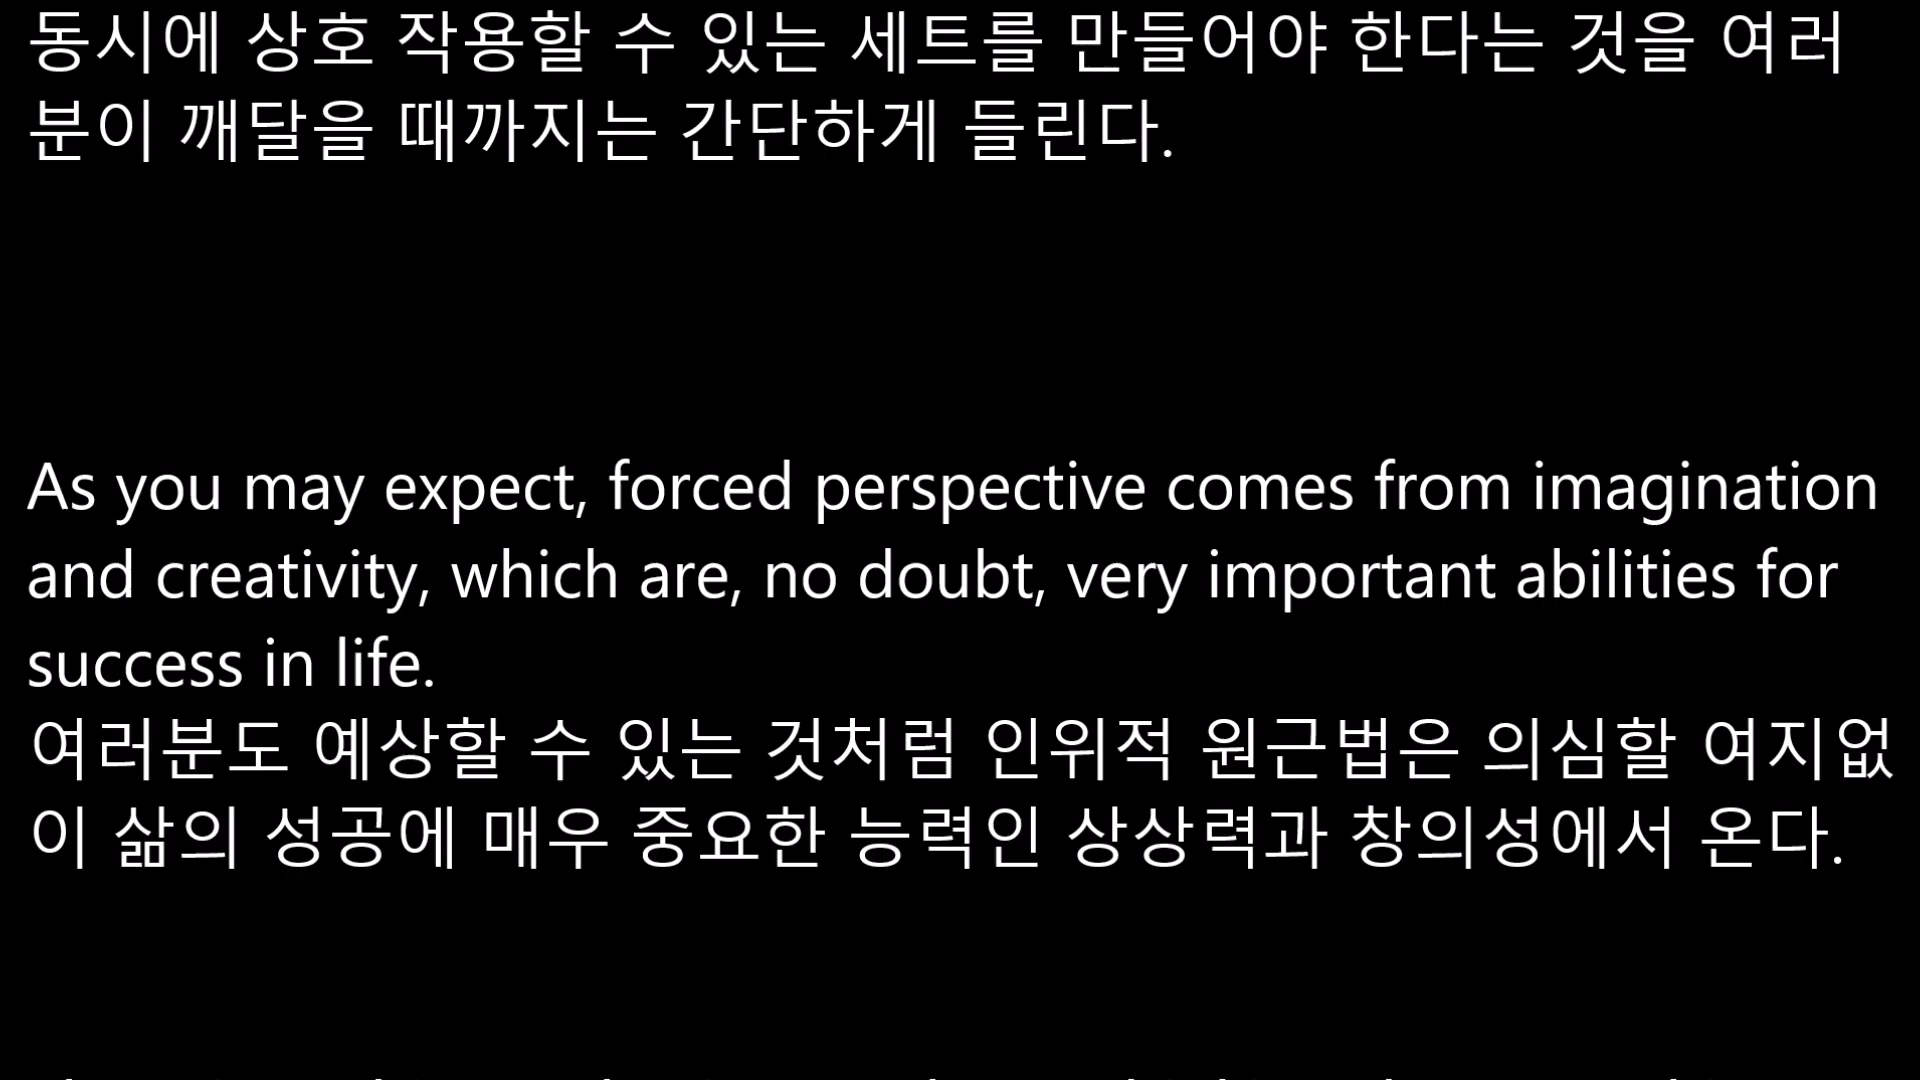 동시에 상호 작용할 수 있는 세트를 만들어야 한다는 것을 여러
분이 깨달을 때까지는 간단하게 들린다.
As you may expect, forced perspective comes from imagination
and creativity, which are, no doubt, very important abilities for
success in life.
여러분도 예상할 수 있는 것처럼 인위적 원근법은 의심할 여지없
이 삶의 성공에 매우 중요한 능력인 상상력과 창의성에서 온다.